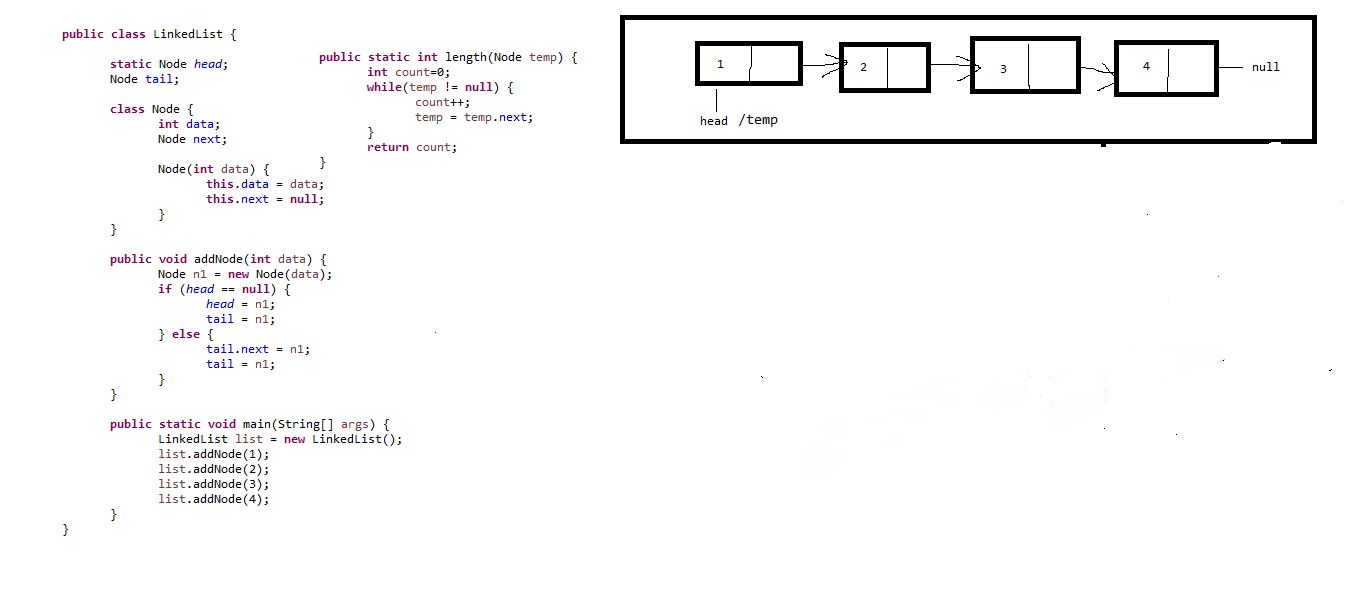 public class LinkedList {
static Node head;
Node tail;
class Node {
int data;
Node next;
Node(int data) {
this.data = data;
this.next = null;
}
}
public void addNode(int data) {
Node n1 = new Node(data);
if (head == null) {
head = n1;
tail = n1;
} else {
tail.next = n1;
tail = n1;
}
}
public static void main(String[] args) {
LinkedList list = new LinkedList();
list.addNode(1);
list.addNode(2);
list.addNode(3);
list.addNode(4);
}
}
public static int length(Node temp) {
int count=0;
while(temp != null) {
count++;
temp = temp.next;
}
return count;
}
1 2 3 4 null
head /temp